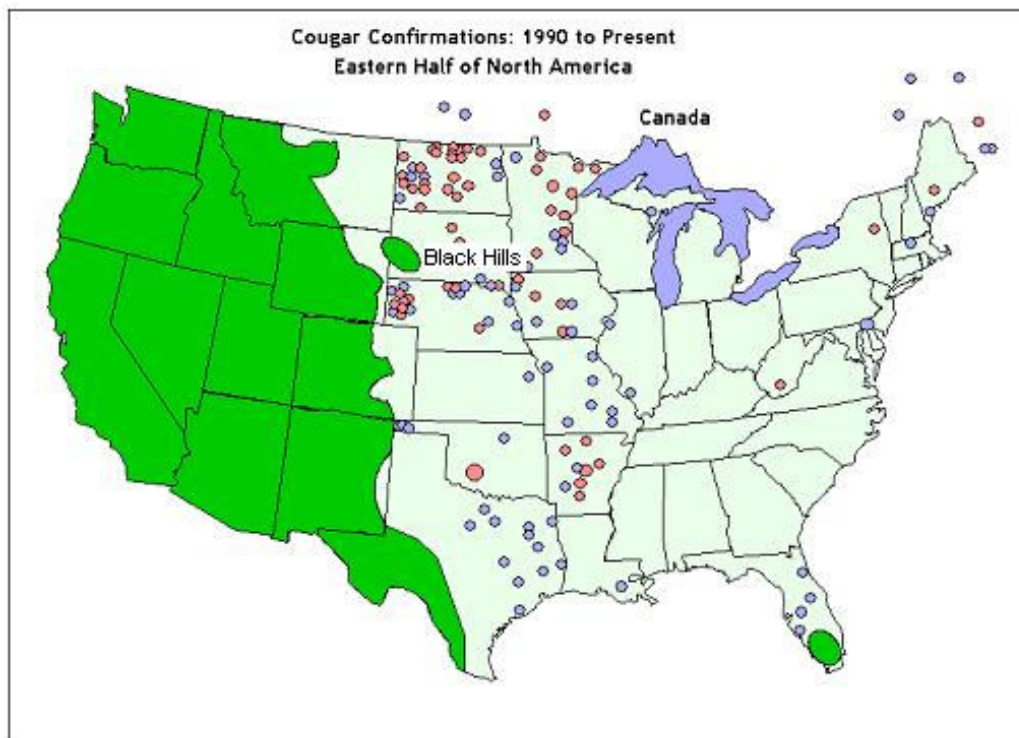 Cougar Confirmations: 1990 to Present
Eastern Half of North America
Canada
Black Hills